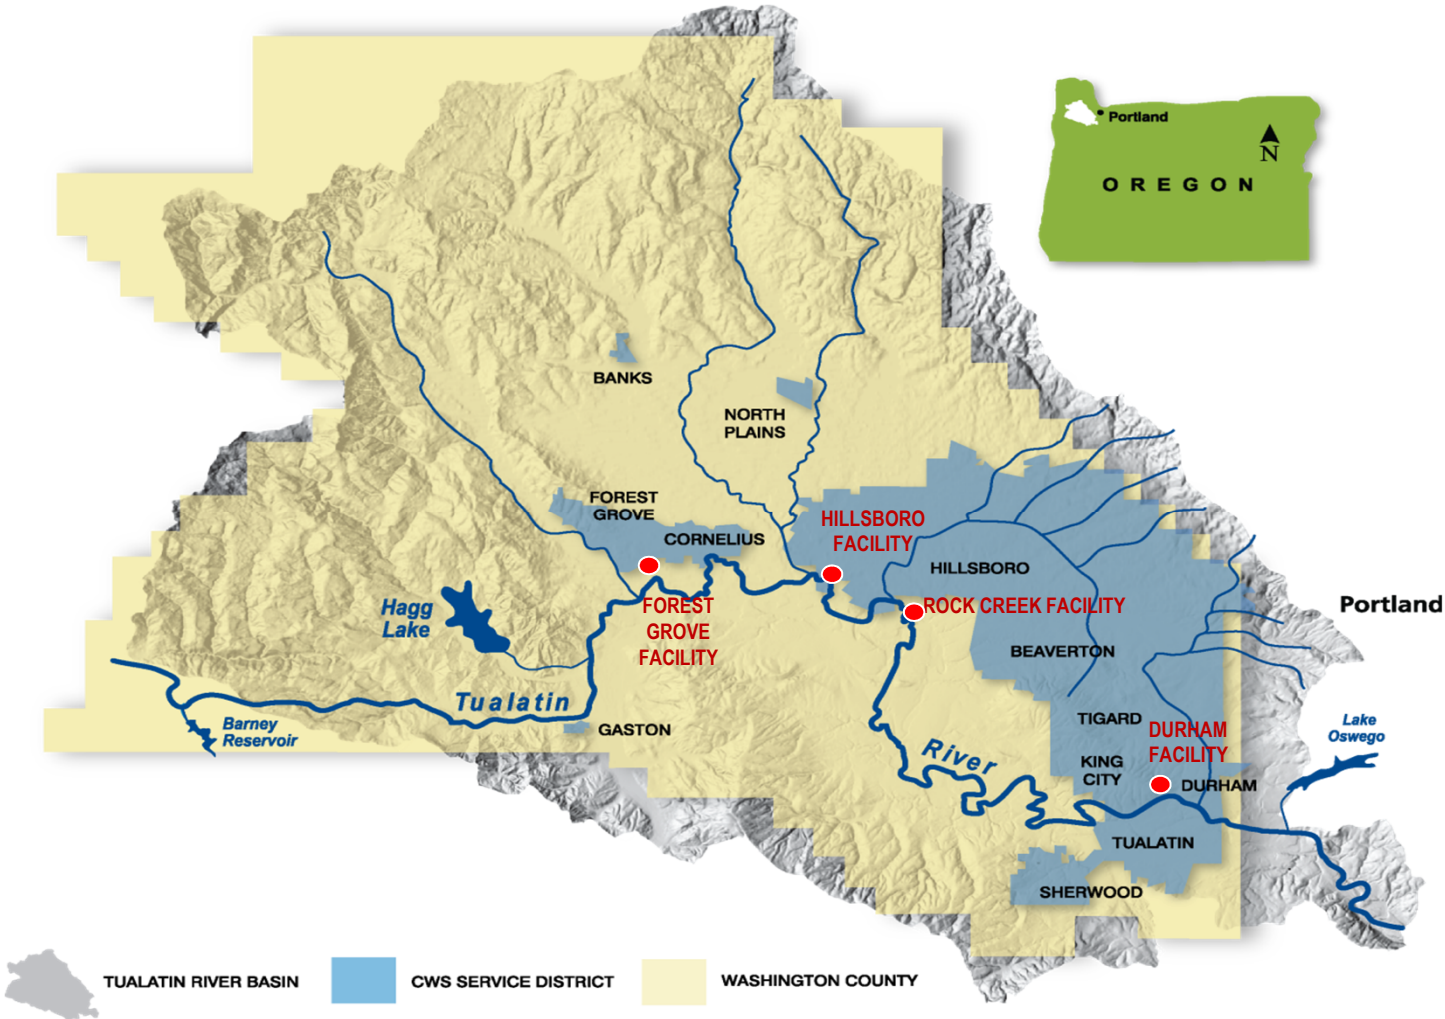 Portland
N
OREGON
BANKS
NORTH
PLAINS
FOREST
GROVE
CORNELIUS
HILLSBORO
FACILITY
HILLSBORO
Hagg
Lake
FOREST
GROVE
FACILITY
ROCK CREEK FACILITY
Portland
BEAVERTON
Tualatin
River
Barney
Reservoir
GASTON
TIGARD
DURHAM
FACILITY
Lake
Oswego
KING
CITY
DURHAM
TUALATIN
SHERWOOD
TUALATIN RIVER BASIN
CWS SERVICE DISTRICT
WASHINGTON COUNTY